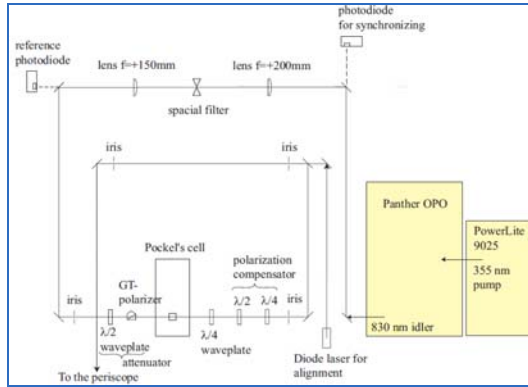 photodiode
for synchronizing
reference
photodiode
lens f=+150mm
lens f=+200mm
spacial filter
iris
iris
Panther OPO
PowerLite
9025
355 nm
pump
830 nm idler
Pockel's cell
polarization
compensator
GT-
polarizer
λ/2
λ/4
iris
iris
λ/2
waveplate
attenuator
λ/4
waveplate
Diode laser for
alignment
To the periscope